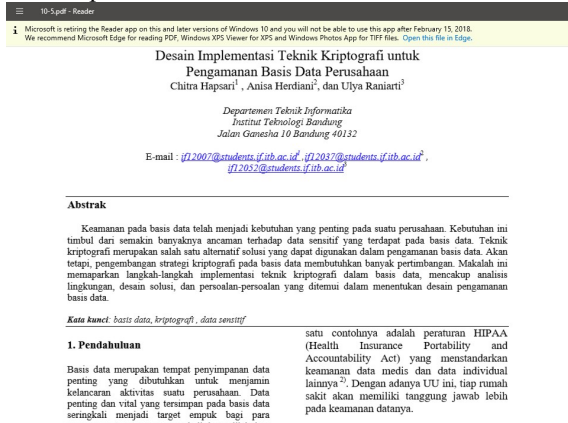 10-5.pdf - Reader
Microsoft is retiring the Reader app on this and later versions of Windows 10 and you will not be able to use this app after February 15, 2018.
We recommend Microsoft Edge for reading PDF, Windows XPS Viewer for XPS and Windows Photos App for TIFF files. Open this file in Edge.
Desain Implementasi Teknik Kriptografi untuk
Pengamanan Basis Data Perusahaan
Chitra Hapsari1 , Anisa Herdiani2, dan Ulya Raniarti3
Departemen Teknik Informatika
Institut Teknologi Bandung
Jalan Ganesha 10 Bandung 40132
E-mail : if12007@students.if.itb.ac.id1 ,if12037@students.if.itb.ac.id2 ,
if12052@students.if.itb.ac.id3
Abstrak
Keamanan pada basis data telah menjadi kebutuhan yang penting pada suatu perusahaan. Kebutuhan ini
timbul dari semakin banyaknya ancaman terhadap data sensitif yang terdapat pada basis data. Teknik
kriptografi merupakan salah satu alternatif solusi yang dapat digunakan dalam pengamanan basis data. Akan
tetapi, pengembangan strategi kriptografi pada basis data membutuhkan banyak pertimbangan. Makalah ini
memaparkan langkah-langkah implementasi teknik kriptografi dalam basis data, mencakup analisis
lingkungan, desain solusi, dan persoalan-persoalan yang ditemui dalam menentukan desain pengamanan
basis data.
Kata kunci: basis data, kriptografi , data sensitif
1. Pendahuluan
Basis data merupakan tempat penyimpanan data
penting yang dibutuhkan untuk menjamin
kelancaran aktivitas suatu perusahaan. Data
penting dan vital yang tersimpan pada basis data
seringkali menjadi target empuk bagi para
satu contohnya adalah peraturan HIPAA
(Health Insurance Portability and
Accountability Act) yang menstandarkan
keamanan data medis dan data individual
lainnya 2). Dengan adanya UU ini, tiap rumah
sakit akan memiliki tanggung jawab lebih
pada keamanan datanya.